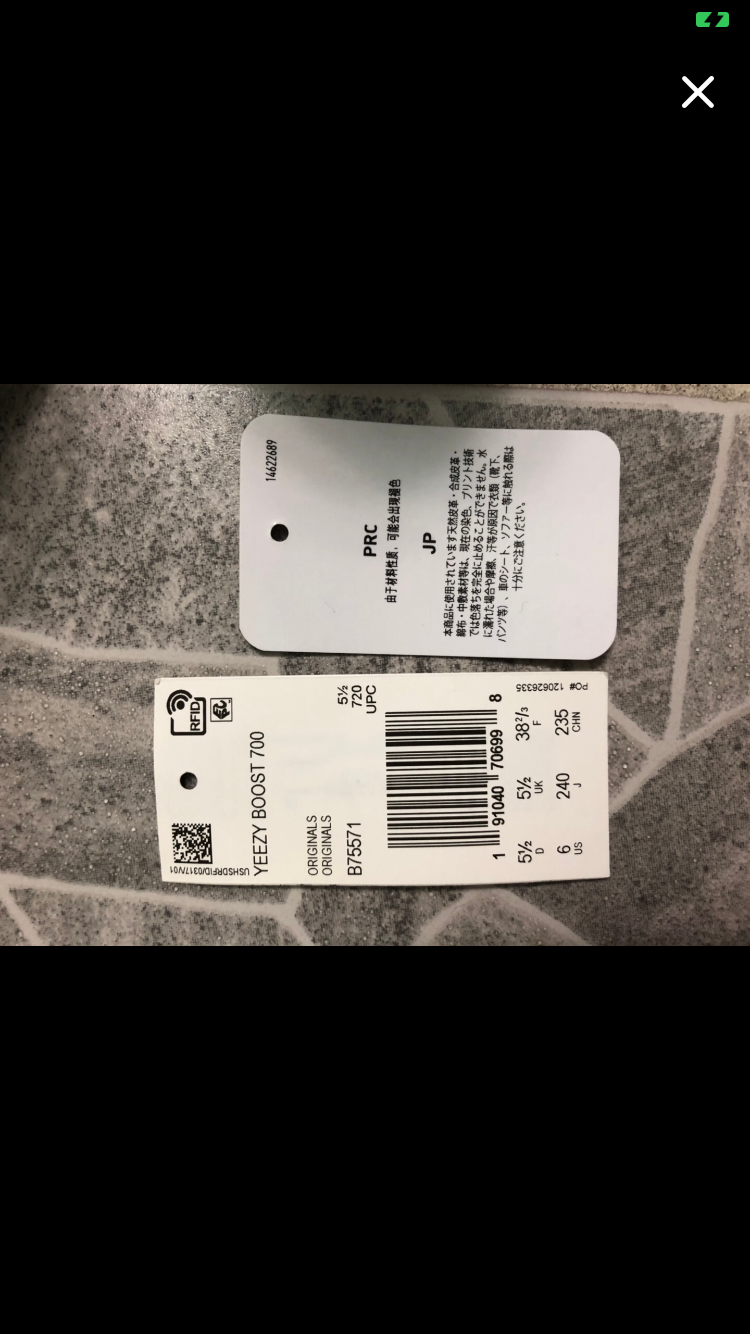 14622689
PRC
由于材料性质，可能会出现褪色
JP
本商品に使用されています天然皮革・合成皮革・
綿布・中敷素材等は、現在の染色、プリント技術
では色落ちを完全に止めることができません。水
に濡れた場合や摩擦、汗等が原因で衣類（靴下、
パンツ等）、車のシート、ソファー等に触れる際は
十分にご注意ください。
RFID
USHSDRFID/0317/V01
YEEZY BOOST 700
ORIGINALS
ORIGINALS
B75571
5½
720
UPC
1 91040 70699 8
5½ D
5½ UK
38²/³ F
6 US
240 J
235 CHN
PO# 120626335